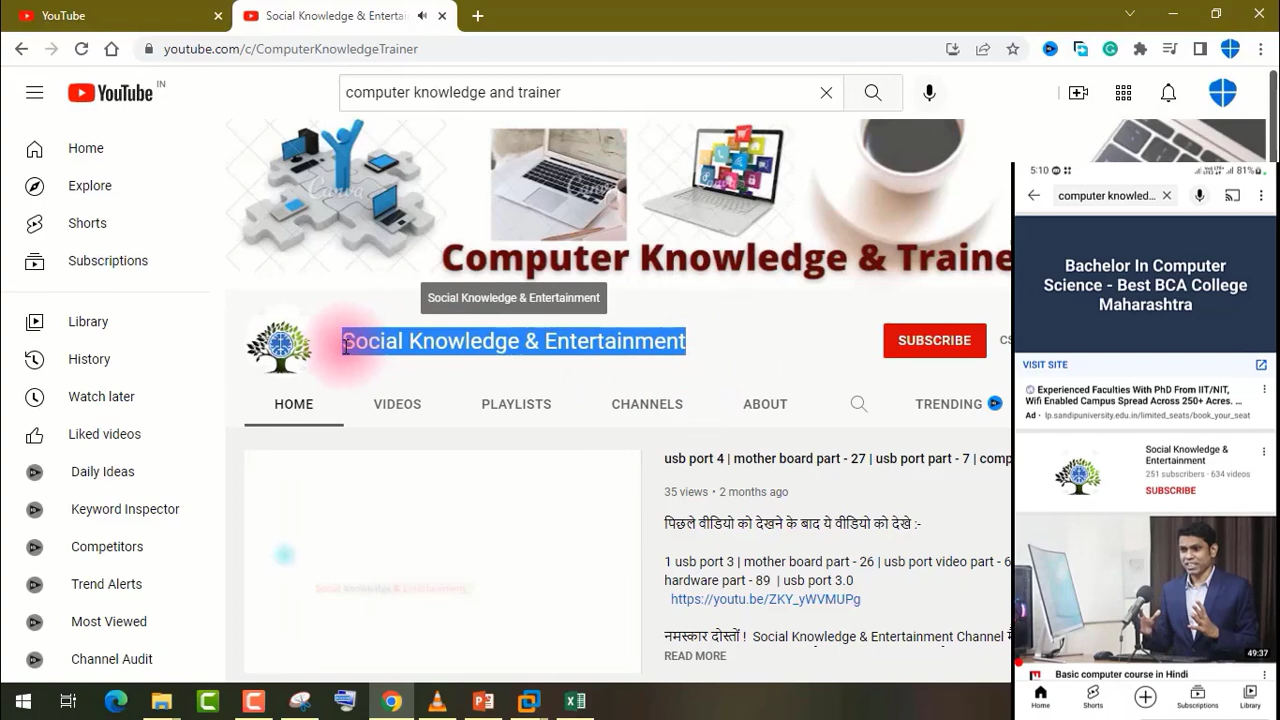 YouTube
Social Knowledge & Enterta
youtube.com/c/ComputerKnowledgeTrainer
YouTube IN
computer knowledge and trainer
Home
Explore
Shorts
Subscriptions
Library
History
Watch later
Liked videos
Daily Ideas
Keyword Inspector
Competitors
Trend Alerts
Most Viewed
Channel Audit
Canva
Canva
Canva
Computer Knowledge & Traine
Social Knowledge & Entertainment
Social Knowledge & Entertainment
SUBSCRIBE
CS
HOME VIDEOS PLAYLISTS CHANNELS ABOUT TRENDING
Social Knowledge & Entertainment
usb port 4 | mother board part - 27 | usb port part - 7 | comp
35 views • 2 months ago
पिछले वीडियो को देखने के बाद ये वीडियो को देखे :-
1 usb port 3 | mother board part - 26 | usb port video part - 6
hardware part - 89 | usb port 3.0
https://youtu.be/ZKY_yWVMUPg
नमस्कार दोस्तों ! Social Knowledge & Entertainment Channel में
READ MORE
5:10
81%
computer knowled...
Bachelor In Computer
Science - Best BCA College
Maharashtra
VISIT SITE
Experienced Faculties With PhD From IIT/NIT,
Wifi Enabled Campus Spread Across 250+ Acres. ...
Ad • lp.sandipuniversity.edu.in/limited_seats/book_your_seat
Social Knowledge &
Entertainment
251 subscribers • 634 videos
SUBSCRIBE
49:37
Basic computer course in Hindi
Home Shorts Subscriptions Library